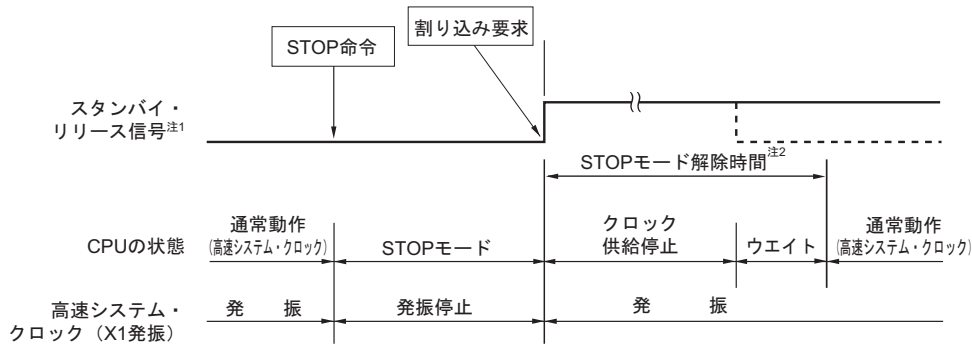 STOP命令
割り込み要求
スタンバイ・
リリース信号注1
STOPモード解除時間注2
CPUの状態
通常動作
(高速システム・クロック)
STOPモード
クロック
供給停止
ウエイト
通常動作
(高速システム・クロック)
高速システム・
クロック（X1発振）
発　振
発振停止
発　振